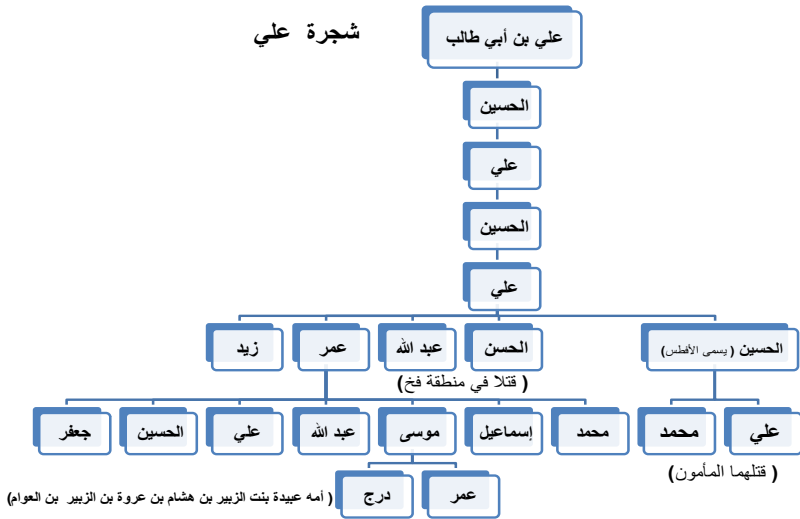 شجرة علي
علي بن أبي طالب
الحسين
علي
الحسين
علي
الحسين ( يسمى الأفطس)
الحسن
عبد الله
عمر
زيد
( قتلا في منطقة فخ)
علي
محمد
محمد
إسماعيل
موسى
عبد الله
علي
الحسين
جعفر
( قتلهما المأمون)
عمر
درج
( أمه عبيدة بنت الزبير بن هشام بن عروة بن الزبير بن العوام)